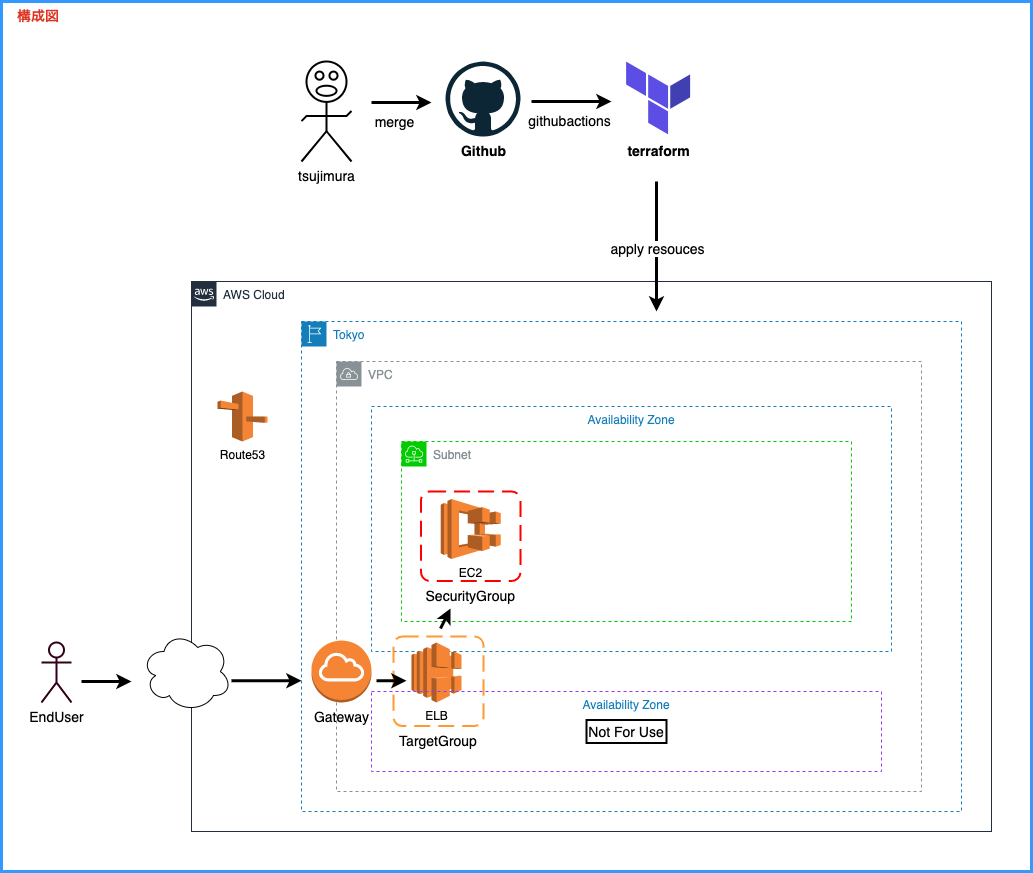 構成図
merge
githubactions
Github
terraform
tsujimura
apply resouces
aws
AWS Cloud
Tokyo
VPC
Availability Zone
Subnet
Route53
EC2
SecurityGroup
EndUser
Gateway
ELB
TargetGroup
Availability Zone
Not For Use